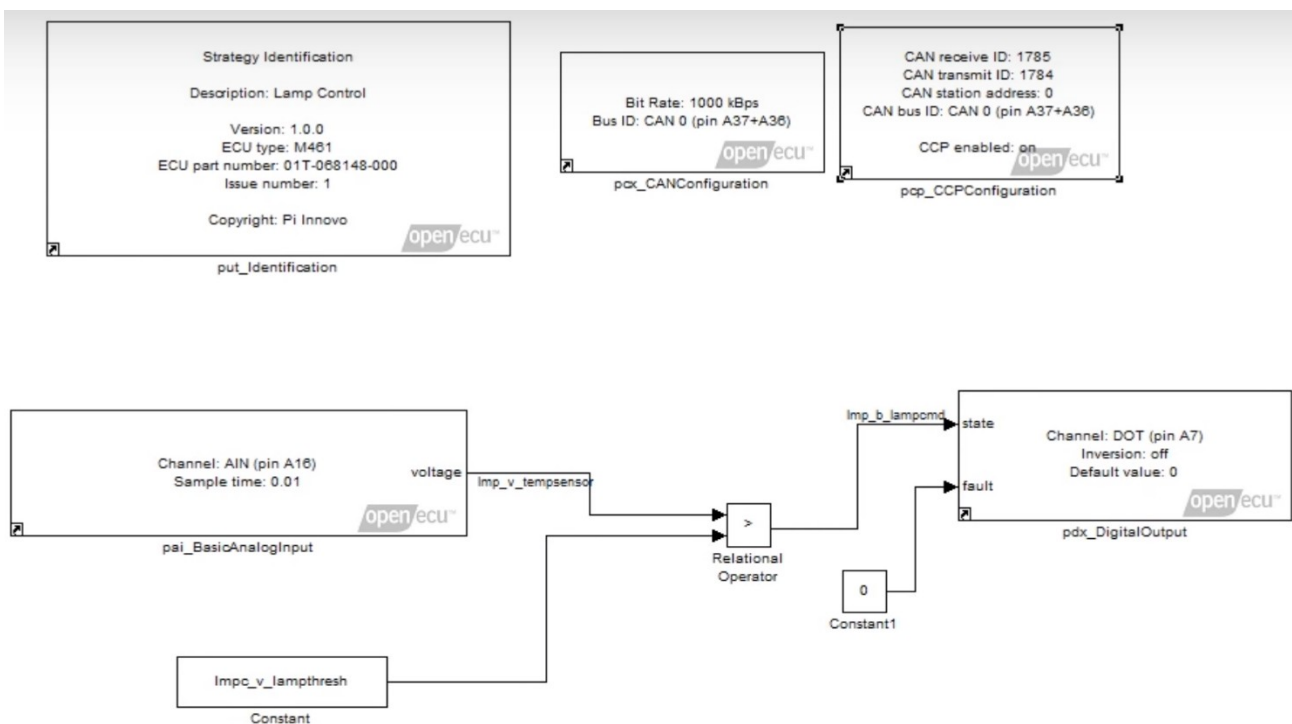 Strategy Identification
Description: Lamp Control
Version: 1.0.0
ECU type: M461
ECU part number: 01T-068148-000
Issue number: 1
Copyright: Pi Innovo
open/ecu™
put_Identification
Bit Rate: 1000 kBps
Bus ID: CAN 0 (pin A37+A36)
open/ecu™
pcx_CANConfiguration
CAN receive ID: 1785
CAN transmit ID: 1784
CAN station address: 0
CAN bus ID: CAN 0 (pin A37+A36)
CCP enabled: on
open/ecu™
pcp_CCPConfiguration
Channel: AIN (pin A16)
Sample time: 0.01
voltage
open/ecu™
pai_BasicAnalogInput
lmp_v_tempsensor
>
Relational
Operator
lmp_b_lampcmd
state
fault
Channel: DOT (pin A7)
Inversion: off
Default value: 0
open/ecu™
pdx_DigitalOutput
0
Constant1
lmpc_v_lampthresh
Constant